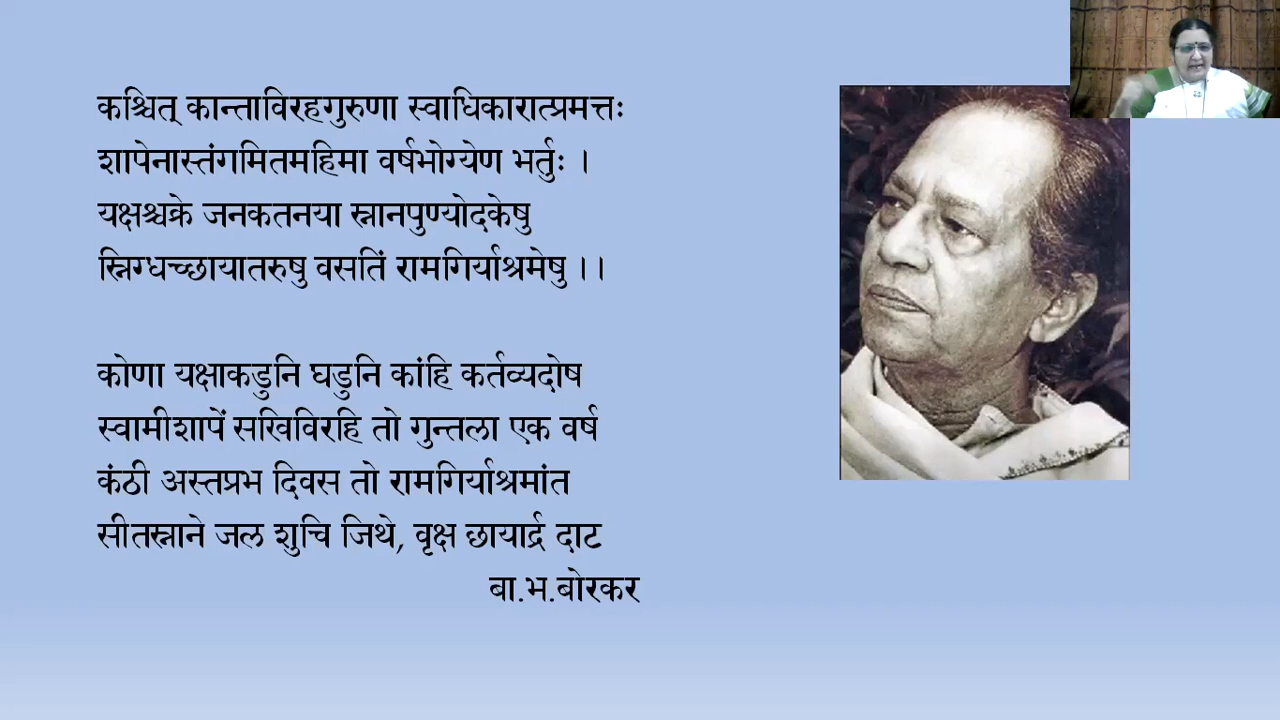 कश्चित् कान्ताविरहगुरुणा स्वाधिकारात्प्रमत्तः
शापेनास्तंगमितमहिमा वर्षभोग्येण भर्तुः ।
यक्षश्चक्रे जनकतनया स्नानपुण्योदकेषु
स्निग्धच्छायातरुषु वसतिं रामगिर्याश्रमेषु ।।
कोणा यक्षाकडुनि घडुनि कांहि कर्तव्यदोष
स्वामीशापें सखिविरहि तो गुन्तला एक वर्ष
कंठी अस्तप्रभ दिवस तो रामगिर्याश्रमांत
सीतस्नाने जल शुचि जिथे, वृक्ष छायार्द्र दाट
बा.भ.बोरकर